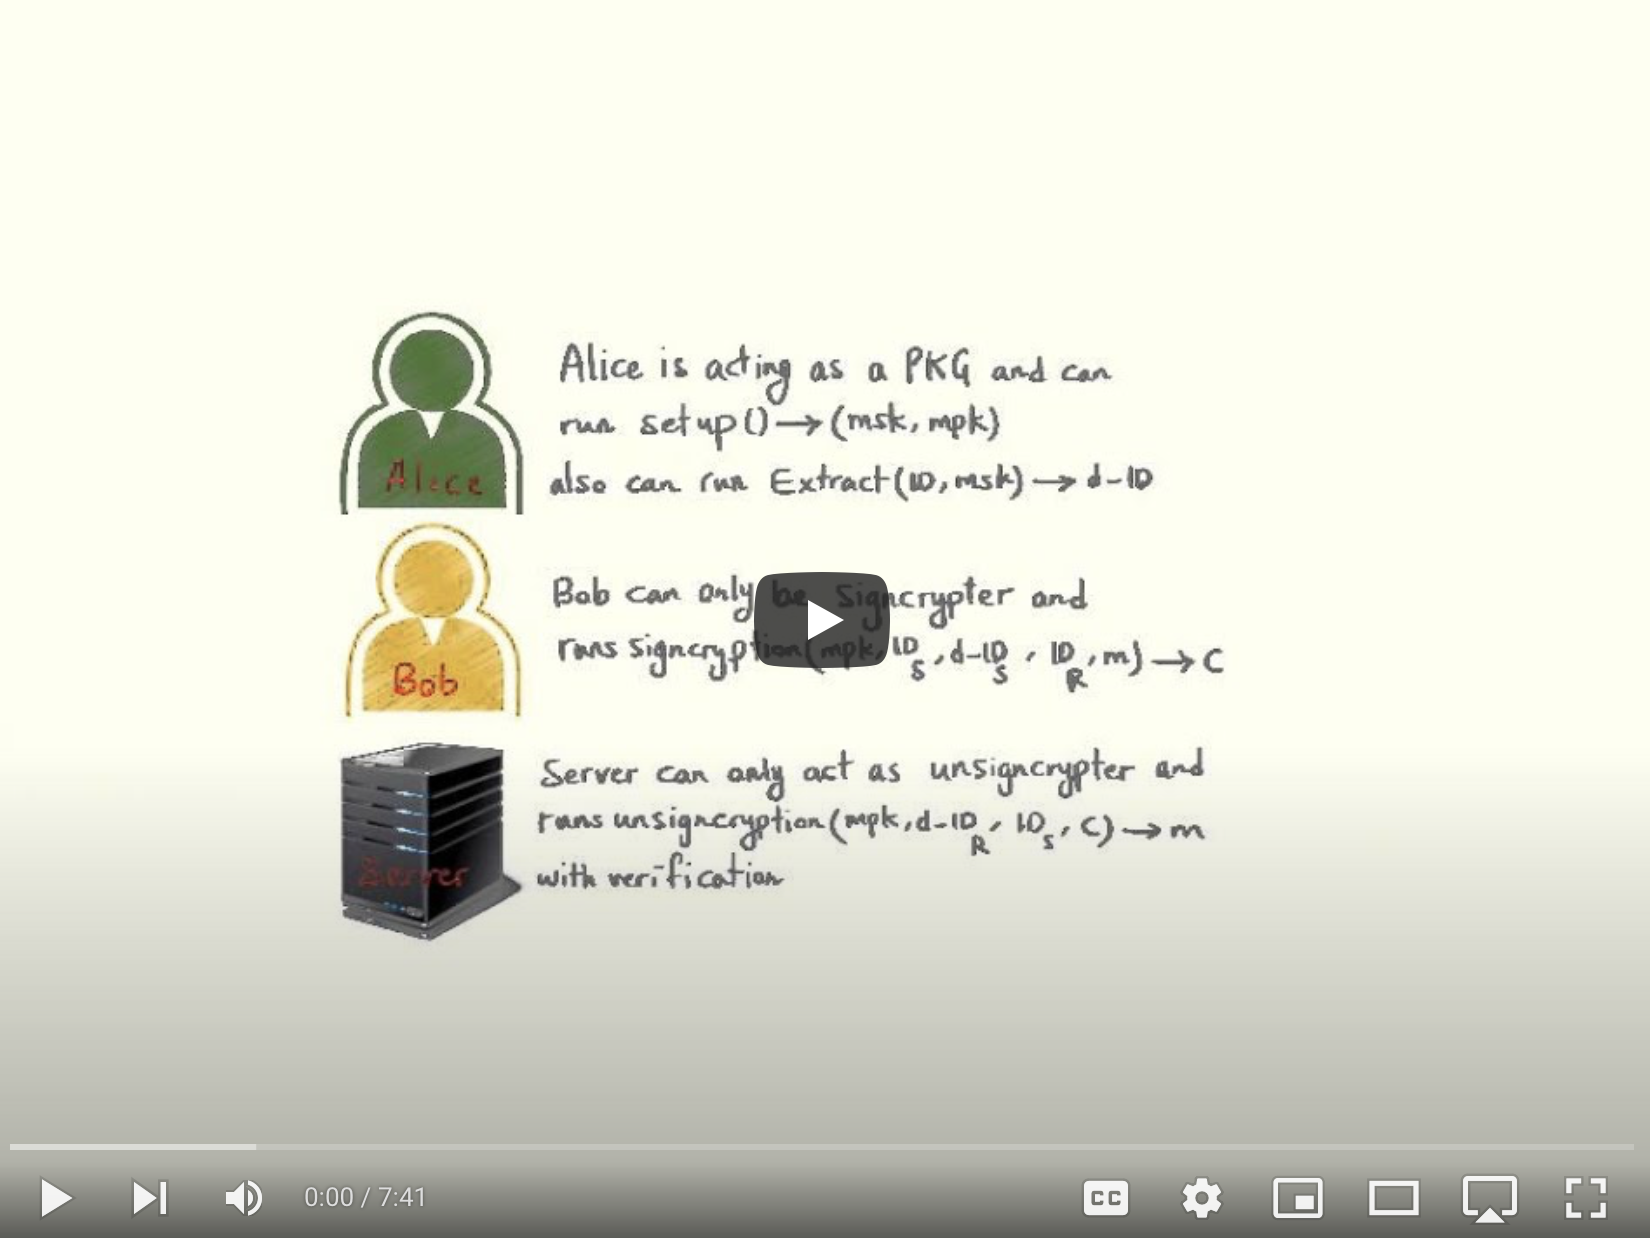 Alice is acting as a PKG and can
run setup()→(msk, mpk)
also can run Extract(ID, msk)→ d-ID
Alice
Bob can only be Signcrypter and
runs signcryption(mpk, ID_S, d-ID_S, ID_R, m)→ C
Bob
Server can only act as unsigncrypter and
runs unsigncryption(mpk, d-ID_R, ID_S, C)→ m
with verification
Server
0:00 / 7:41
CC